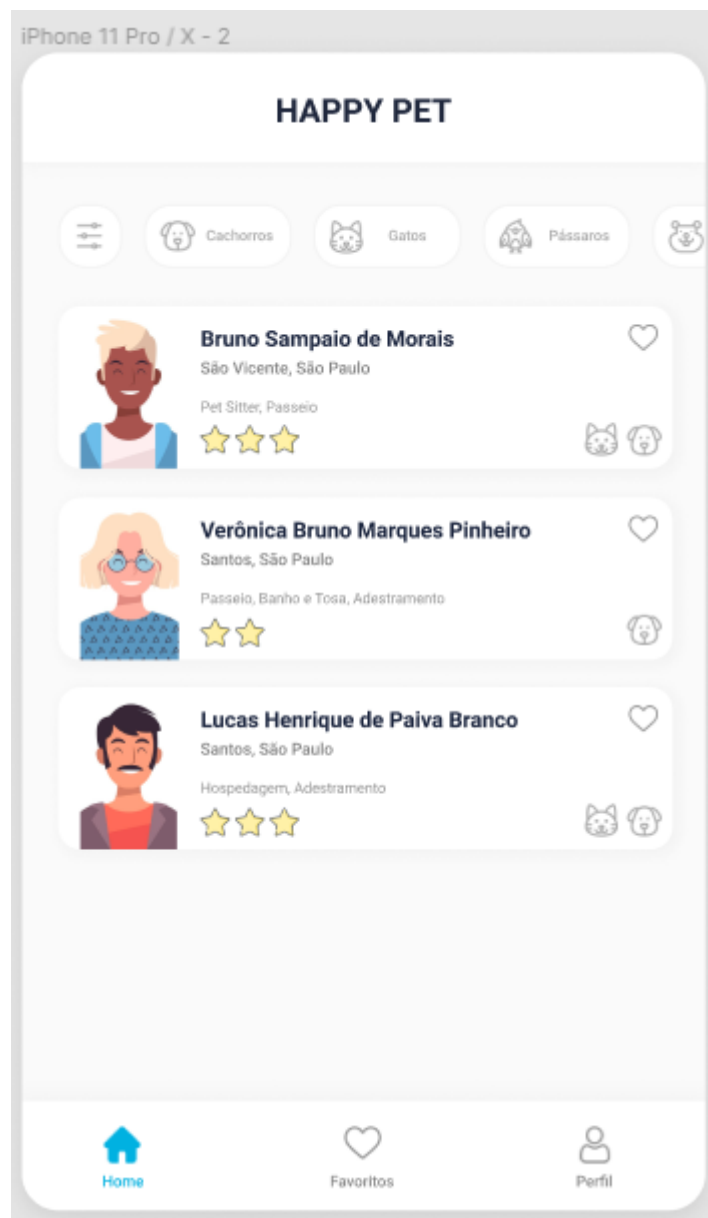 iPhone 11 Pro / X - 2
HAPPY PET
Cachorros
Gatos
Pássaros
Bruno Sampaio de Morais
São Vicente, São Paulo
Pet Sitter, Passeio
Verônica Bruno Marques Pinheiro
Santos, São Paulo
Passeio, Banho e Tosa, Adestramento
Lucas Henrique de Paiva Branco
Santos, São Paulo
Hospedagem, Adestramento
Home
Favoritos
Perfil